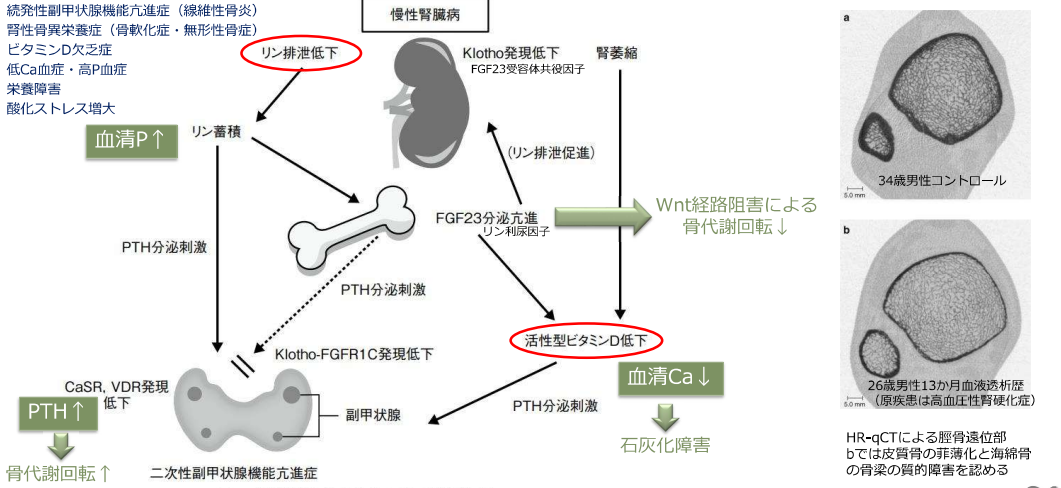 続発性副甲状腺機能亢進症（線維性骨炎）
腎性骨異栄養症（骨軟化症・無形性骨症）
ビタミンD欠乏症
低Ca血症・高P血症
栄養障害
酸化ストレス増大
慢性腎臓病
リン排泄低下
Klotho発現低下
FGF23受容体共役因子
腎萎縮
血清P↑
リン蓄積
(リン排泄促進)
FGF23分泌亢進
リン利尿因子
Wnt経路阻害による
骨代謝回転↓
PTH分泌刺激
PTH分泌刺激
Klotho-FGFR1C発現低下
活性型ビタミンD低下
血清Ca↓
CaSR, VDR発現
低下
PTH↑
副甲状腺
PTH分泌刺激
石灰化障害
骨代謝回転↑
二次性副甲状腺機能亢進症
a
34歳男性コントロール
5.0 mm
b
26歳男性13か月血液透析歴
（原疾患は高血圧性腎硬化症）
5.0 mm
HR-qCTによる脛骨遠位部
bでは皮質骨の菲薄化と海綿骨
の骨梁の質的障害を認める